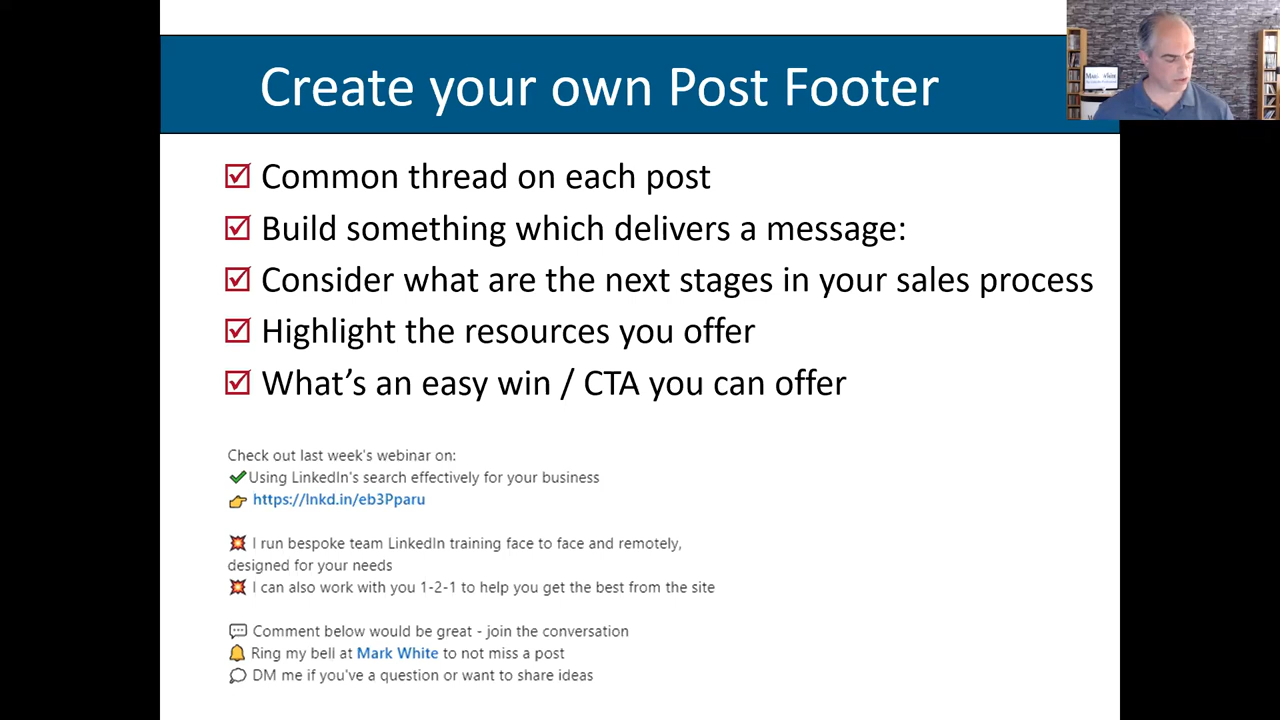 Create your own Post Footer
Common thread on each post
Build something which delivers a message:
Consider what are the next stages in your sales process
Highlight the resources you offer
What's an easy win / CTA you can offer
Check out last week's webinar on:
Using LinkedIn's search effectively for your business
https://lnkd.in/eb3Pparu
I run bespoke team LinkedIn training face to face and remotely,
designed for your needs
I can also work with you 1-2-1 to help you get the best from the site
Comment below would be great - join the conversation
Ring my bell at Mark White to not miss a post
DM me if you've a question or want to share ideas